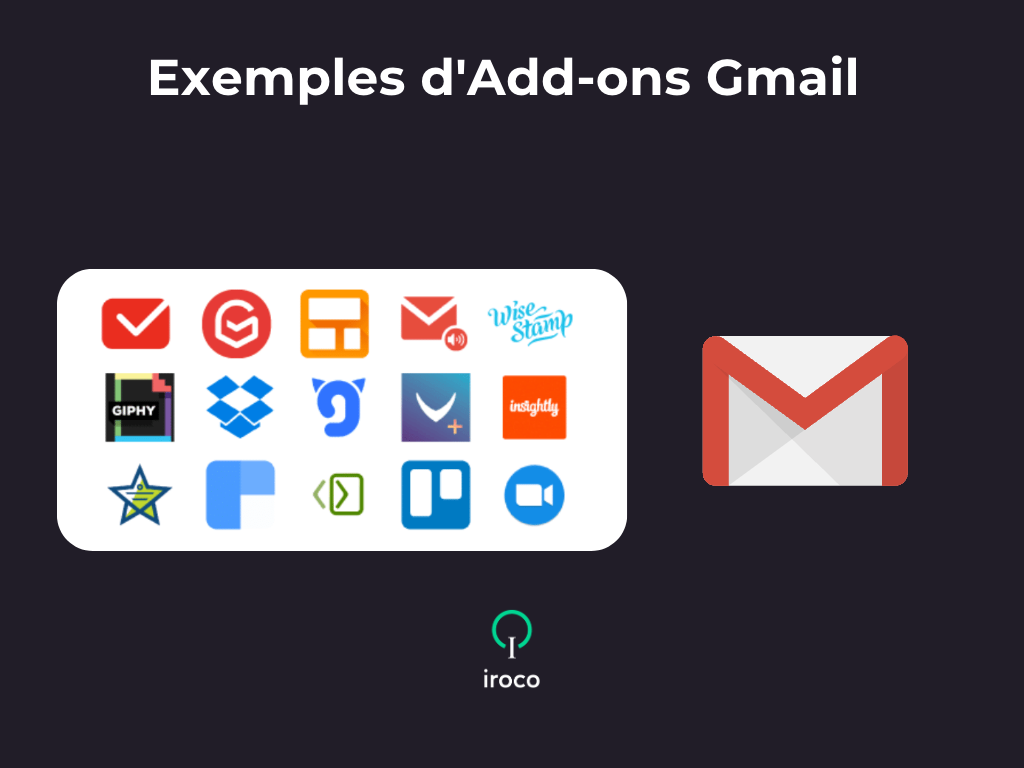 Exemples d'Add-ons Gmail
Wise
Stamp
GIPHY
insightly
iroco